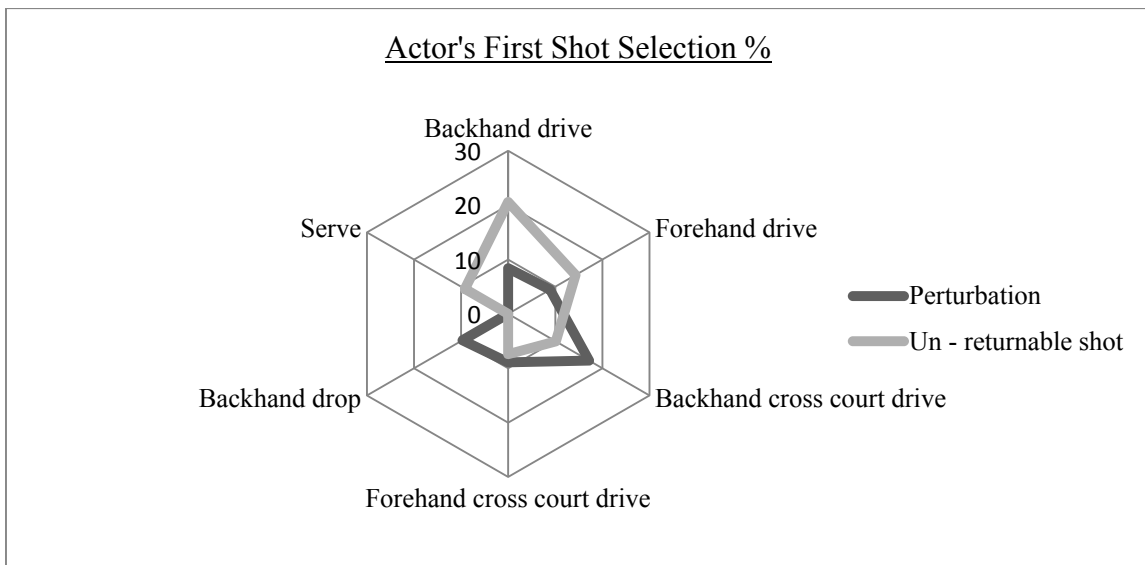 Actor's First Shot Selection %
Backhand drive
30
20
Serve
Forehand drive
10
Perturbation
0
Un - returnable shot
Backhand drop
Backhand cross court drive
Forehand cross court drive